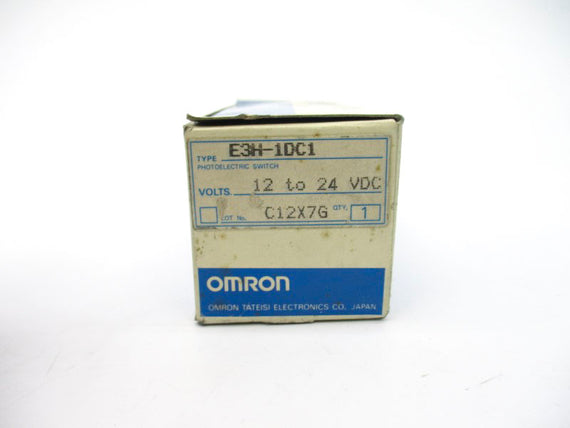 TYPE E3H-1DC1
PHOTOELECTRIC SWITCH
VOLTS. 12 to 24 VDC
LOT No. C12X7G QTY. 1
OMRON
OMRON TATEISI ELECTRONICS CO. JAPAN